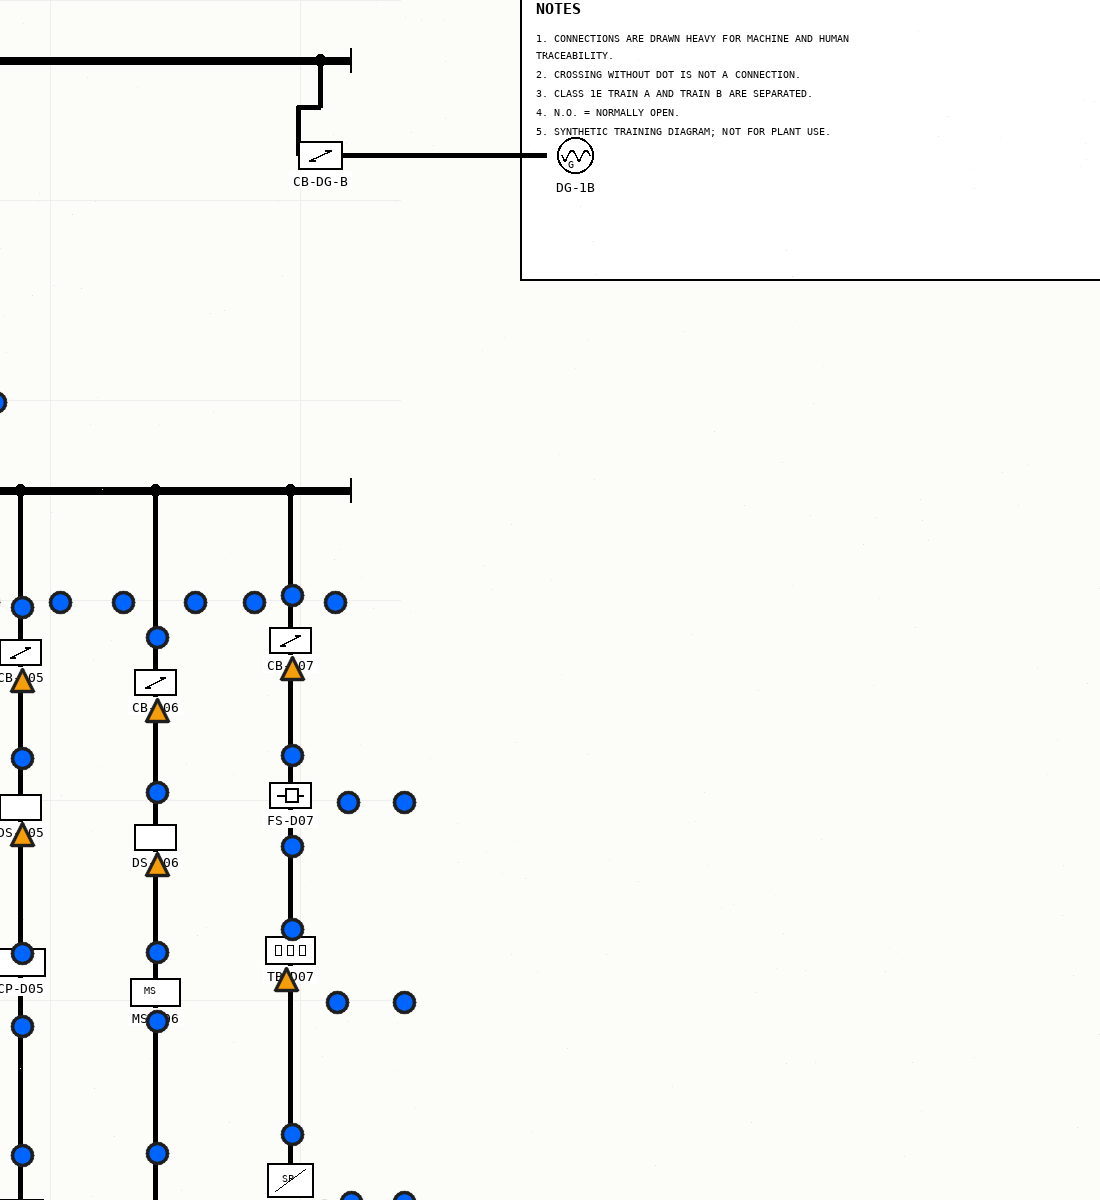 NOTES
1. CONNECTIONS ARE DRAWN HEAVY FOR MACHINE AND HUMAN
TRACEABILITY.
2. CROSSING WITHOUT DOT IS NOT A CONNECTION.
3. CLASS 1E TRAIN A AND TRAIN B ARE SEPARATED.
4. N.O. = NORMALLY OPEN.
5. SYNTHETIC TRAINING DIAGRAM; NOT FOR PLANT USE.
G
CB-DG-B
DG-1B
FS-D07
CP-D05
MS
SP